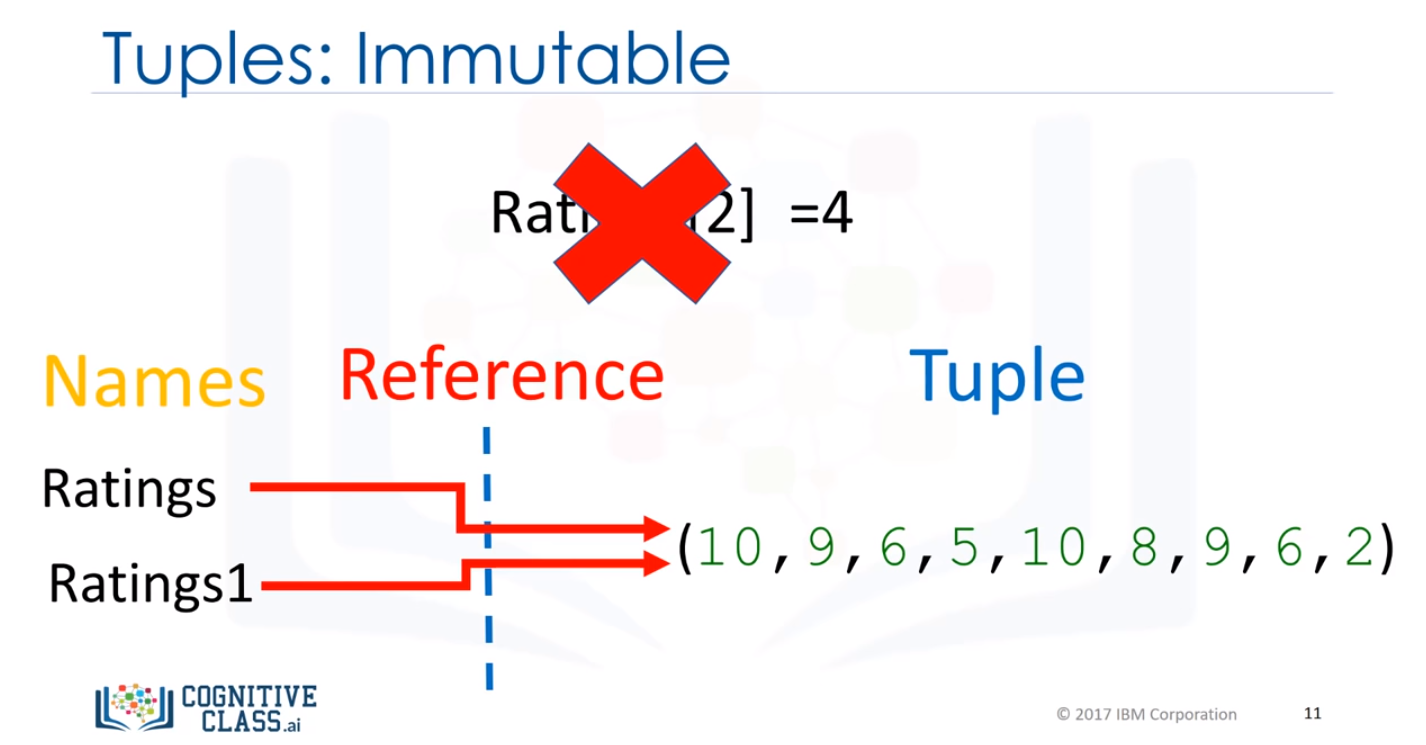 Tuples: Immutable
2] =4
Names Reference Tuple
Ratings
(10,9,6,5,10,8,9,6,2)
Ratings1
COGNITIVE
CLASS.ai
© 2017 IBM Corporation 11